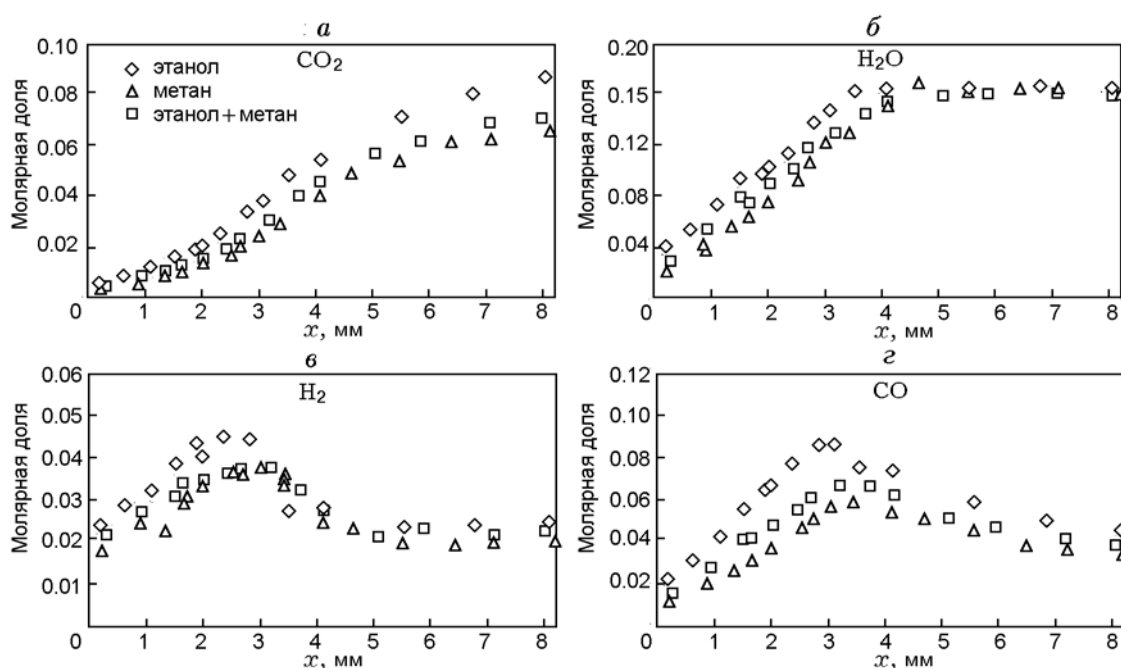 а
CO₂
Молярная доля
0.10
0.08
0.06
0.04
0.02
этанол
метан
этанол + метан
0 1 2 3 4 5 6 7 8
x, мм
б
H₂O
Молярная доля
0.20
0.15
0.12
0.08
0.04
0 1 2 3 4 5 6 7 8
x, мм
в
H₂
Молярная доля
0.06
0.05
0.04
0.03
0.02
0.01
0 1 2 3 4 5 6 7 8
x, мм
г
CO
Молярная доля
0.12
0.10
0.08
0.06
0.04
0.02
0 1 2 3 4 5 6 7 8
x, мм